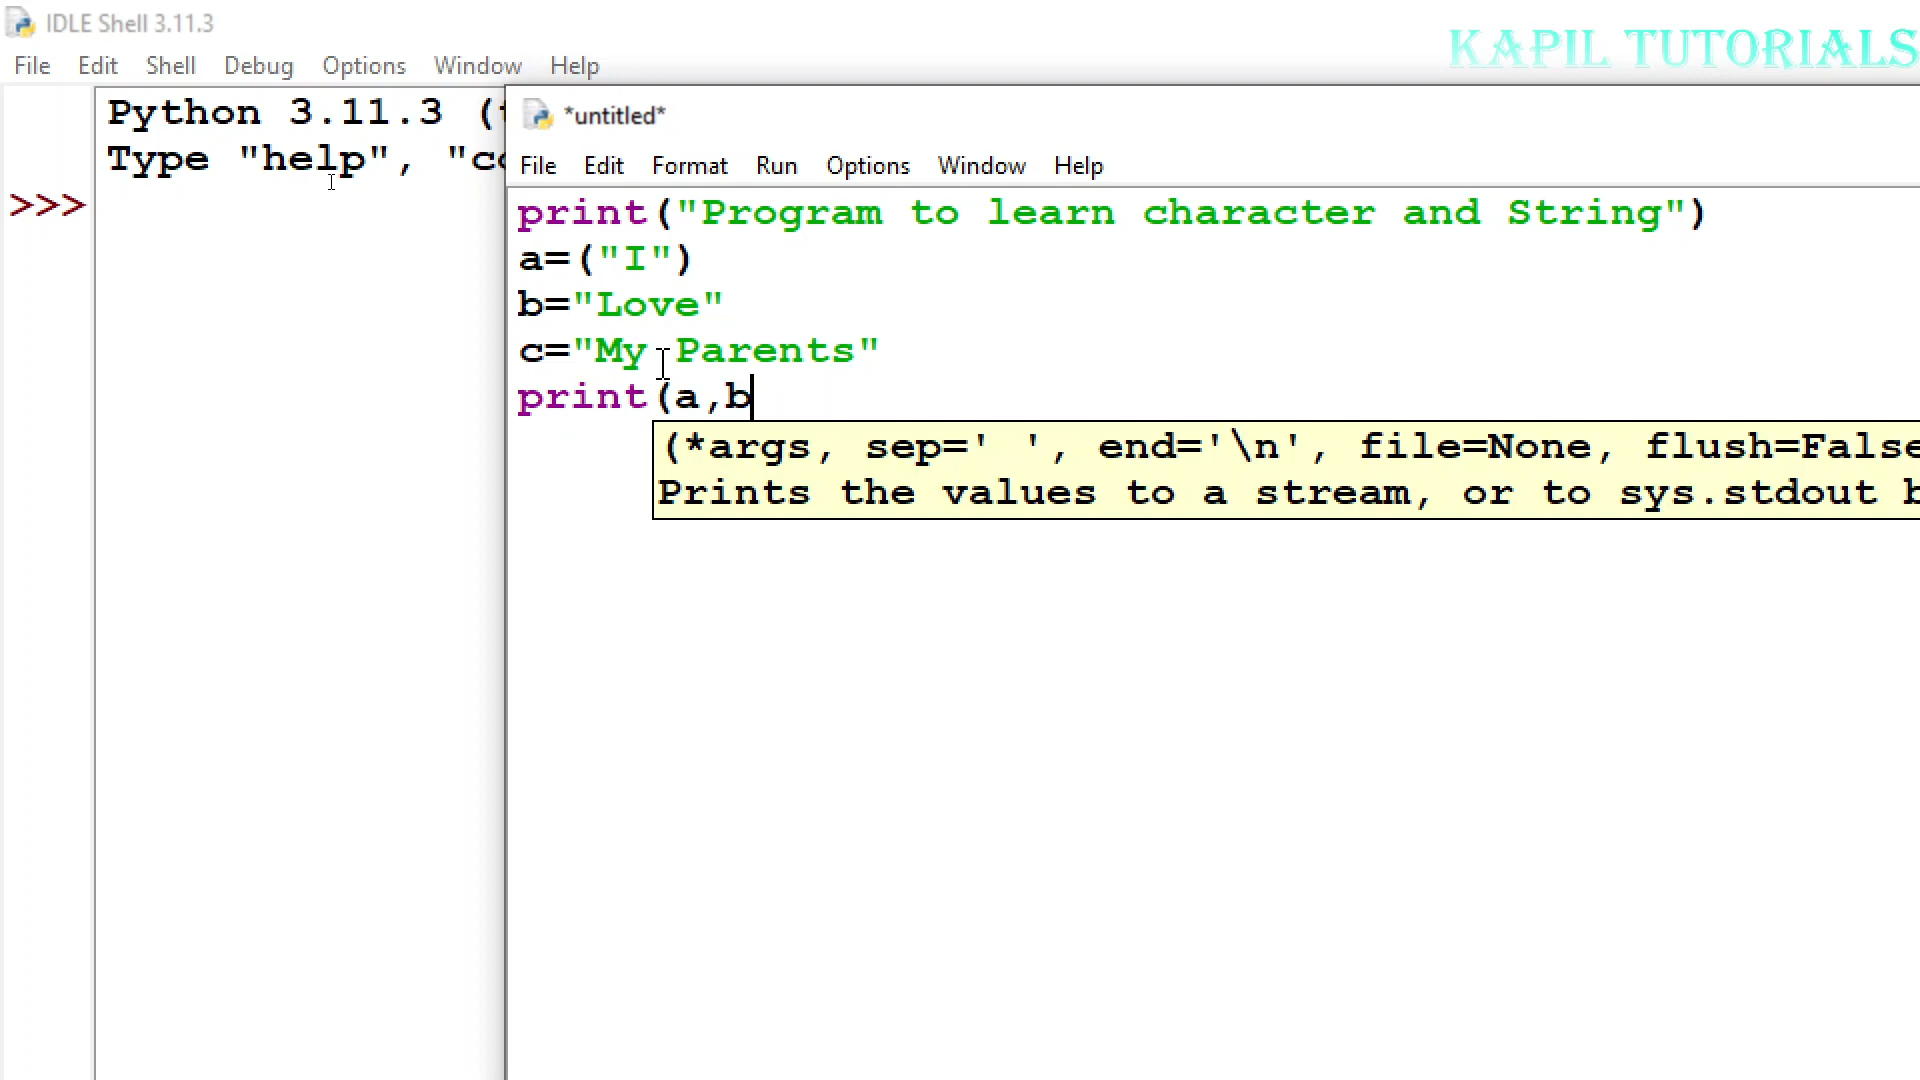 IDLE Shell 3.11.3
KAPIL TUTORIALS
File Edit Shell Debug Options Window Help
Python 3.11.3 (
Type "help", "co
>>>
*untitled*
File Edit Format Run Options Window Help
print("Program to learn character and String")
a=("I")
b="Love"
c="My Parents"
print(a,b
(*args, sep=' ', end='\n', file=None, flush=False
Prints the values to a stream, or to sys.stdout b